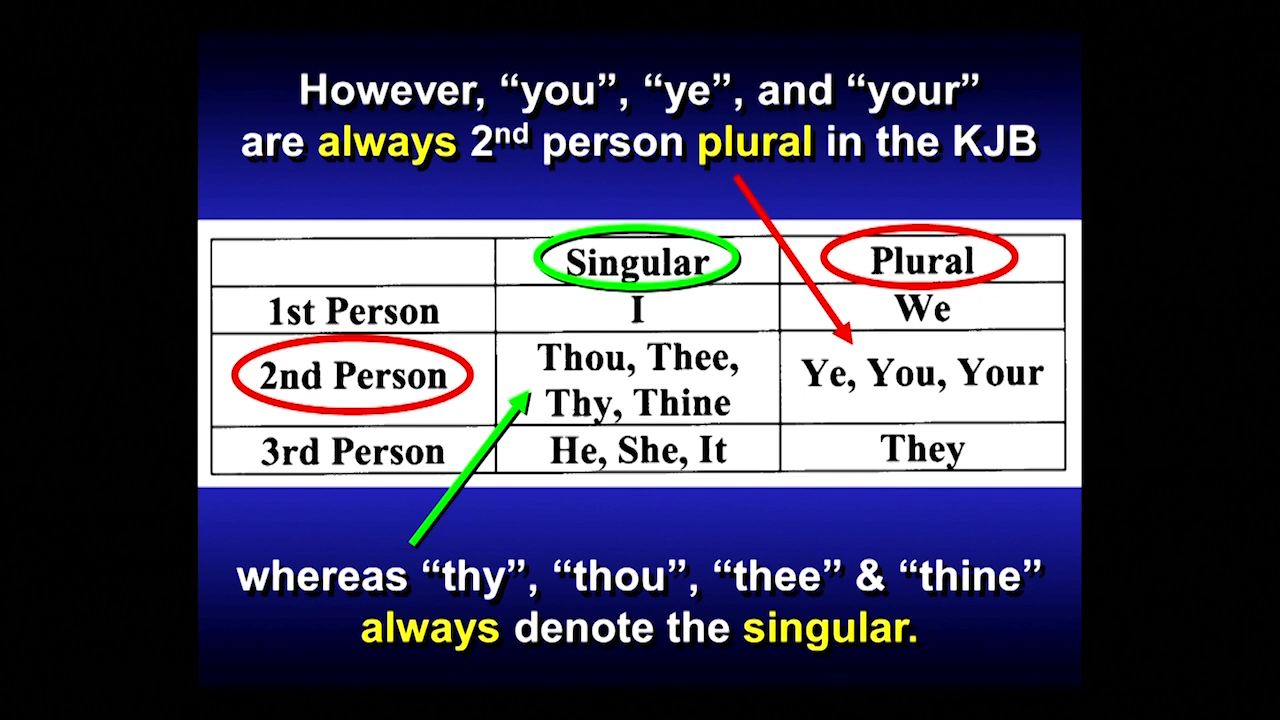 However, “you”, “ye”, and “your”
are always 2nd person plural in the KJB
Singular Plural
1st Person I We
2nd Person Thou, Thee, Thy, Thine Ye, You, Your
3rd Person He, She, It They
whereas “thy”, “thou”, “thee” & “thine”
always denote the singular.